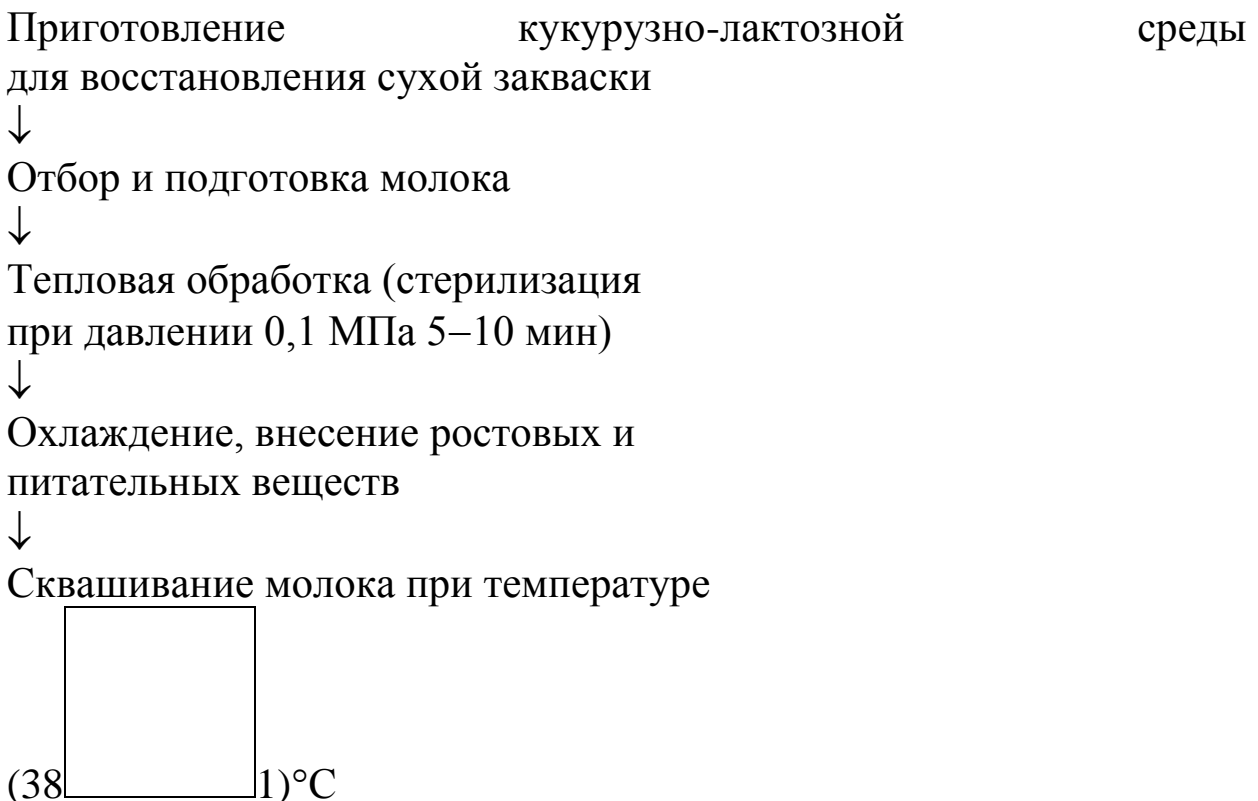 Приготовление кукурузно-лактозной среды
для восстановления сухой закваски
↓
Отбор и подготовка молока
↓
Тепловая обработка (стерилизация
при давлении 0,1 МПа 5–10 мин)
↓
Охлаждение, внесение ростовых и
питательных веществ
↓
Сквашивание молока при температуре
(38 1)°С